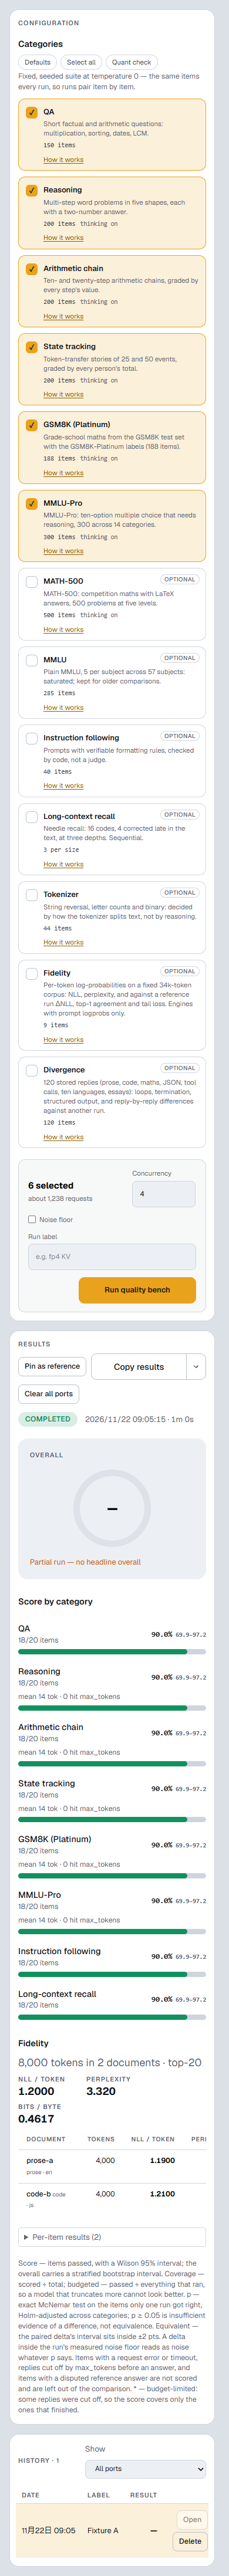 CONFIGURATION
Categories
Defaults
Select all
Quant check
Fixed, seeded suite at temperature 0 — the same items
every run, so runs pair item by item.
QA
Short factual and arithmetic questions:
multiplication, sorting, dates, LCM.
150 items
How it works
Reasoning
Multi-step word problems in five shapes, each
with a two-number answer.
200 items thinking on
How it works
Arithmetic chain
Ten- and twenty-step arithmetic chains, graded by
every step's value.
200 items thinking on
How it works
State tracking
Token-transfer stories of 25 and 50 events,
graded by every person's total.
200 items thinking on
How it works
GSM8K (Platinum)
Grade-school maths from the GSM8K test set
with the GSM8K-Platinum labels (188 items).
188 items thinking on
How it works
MMLU-Pro
MMLU-Pro: ten-option multiple choice that needs
reasoning, 300 across 14 categories.
300 items thinking on
How it works
MATH-500
OPTIONAL
MATH-500: competition maths with LaTeX
answers, 500 problems at five levels.
500 items thinking on
How it works
MMLU
OPTIONAL
Plain MMLU, 5 per subject across 57 subjects:
saturated; kept for older comparisons.
285 items
How it works
Instruction following
OPTIONAL
Prompts with verifiable formatting rules, checked
by code, not a judge.
40 items
How it works
Long-context recall
OPTIONAL
Needle recall: 16 codes, 4 corrected late in the
text, at three depths. Sequential.
3 per size
How it works
Tokenizer
OPTIONAL
String reversal, letter counts and binary: decided
by how the tokenizer splits text, not by reasoning.
44 items
How it works
Fidelity
OPTIONAL
Per-token log-probabilities on a fixed 34k-token
corpus: NLL, perplexity, and against a reference
run ΔNLL, top-1 agreement and tail loss. Engines
with prompt logprobs only.
9 items
How it works
Divergence
OPTIONAL
120 stored replies (prose, code, maths, JSON, tool
calls, ten languages, essays): loops, termination,
structured output, and reply-by-reply differences
against another run.
120 items
How it works
6 selected
about 1,238 requests
Concurrency
4
Noise floor
Run label
e.g. fp4 KV
Run quality bench
RESULTS
Pin as reference
Copy results
Clear all ports
COMPLETED
2026/11/22 09:05:15 · 1m 0s
OVERALL
—
Partial run — no headline overall
Score by category
QA
18/20 items
90.0% 69.9–97.2
Reasoning
18/20 items
90.0% 69.9–97.2
mean 14 tok · 0 hit max_tokens
Arithmetic chain
18/20 items
90.0% 69.9–97.2
mean 14 tok · 0 hit max_tokens
State tracking
18/20 items
90.0% 69.9–97.2
mean 14 tok · 0 hit max_tokens
GSM8K (Platinum)
18/20 items
90.0% 69.9–97.2
mean 14 tok · 0 hit max_tokens
MMLU-Pro
18/20 items
90.0% 69.9–97.2
mean 14 tok · 0 hit max_tokens
Instruction following
18/20 items
90.0% 69.9–97.2
Long-context recall
18/20 items
90.0% 69.9–97.2
Fidelity
8,000 tokens in 2 documents · top-20
NLL / TOKEN
1.2000
PERPLEXITY
3.320
BITS / BYTE
0.4617
DOCUMENT TOKENS NLL / TOKEN PERI
prose-a 4,000 1.1900
prose · en
code-b code 4,000 1.2100
· js
Per-item results (2)
Score — items passed, with a Wilson 95% interval; the
overall carries a stratified bootstrap interval. Coverage —
scored ÷ total; budgeted — passed ÷ everything that ran,
so a model that truncates more cannot look better. p —
exact McNemar test on the items only one run got right,
Holm-adjusted across categories; p ≥ 0.05 is insufficient
evidence of a difference, not equivalence. Equivalent —
the paired delta's interval sits inside ±2 pts. A delta
inside the run's measured noise floor reads as noise
whatever p says. Items with a request error or timeout,
replies cut off by max_tokens before an answer, and
items with a disputed reference answer are not scored
and are left out of the comparison. * — budget-limited:
some replies were cut off, so the score covers only the
ones that finished.
HISTORY · 1
Show
All ports
DATE LABEL RESULT
11月22日 09:05 Fixture A —
Open
Delete